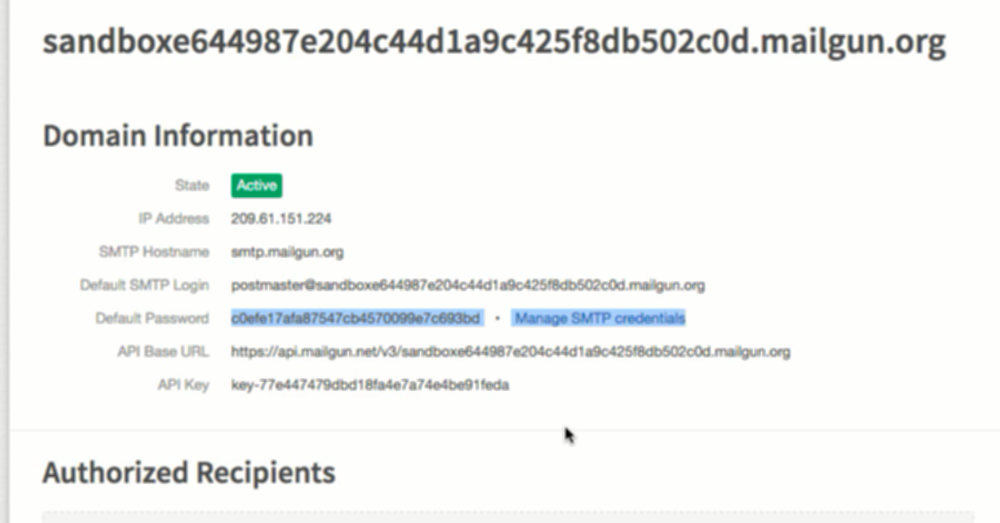 sandboxe644987e204c44d1a9c425f8db502c0d.mailgun.org
Domain Information
State Active
IP Address 209.61.151.224
SMTP Hostname smtp.mailgun.org
Default SMTP Login postmaster@sandboxe644987e204c44d1a9c425f8db502c0d.mailgun.org
Default Password c0efe17afa87547cb4570099e7c693bd • Manage SMTP credentials
API Base URL https://api.mailgun.net/v3/sandboxe644987e204c44d1a9c425f8db502c0d.mailgun.org
API Key key-77e447479dbd18fa4e7a74e4be91feda
Authorized Recipients